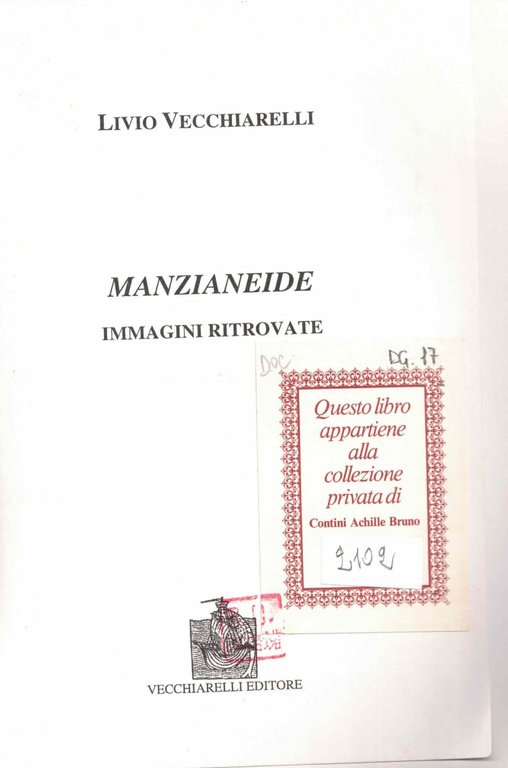 LIVIO VECCHIARELLI
MANZIANEIDE
IMMAGINI RITROVATE
DOC
DG. 17
Questo libro
appartiene
alla
collezione
privata di
Contini Achille Bruno
2102
VECCHIARELLI EDITORE